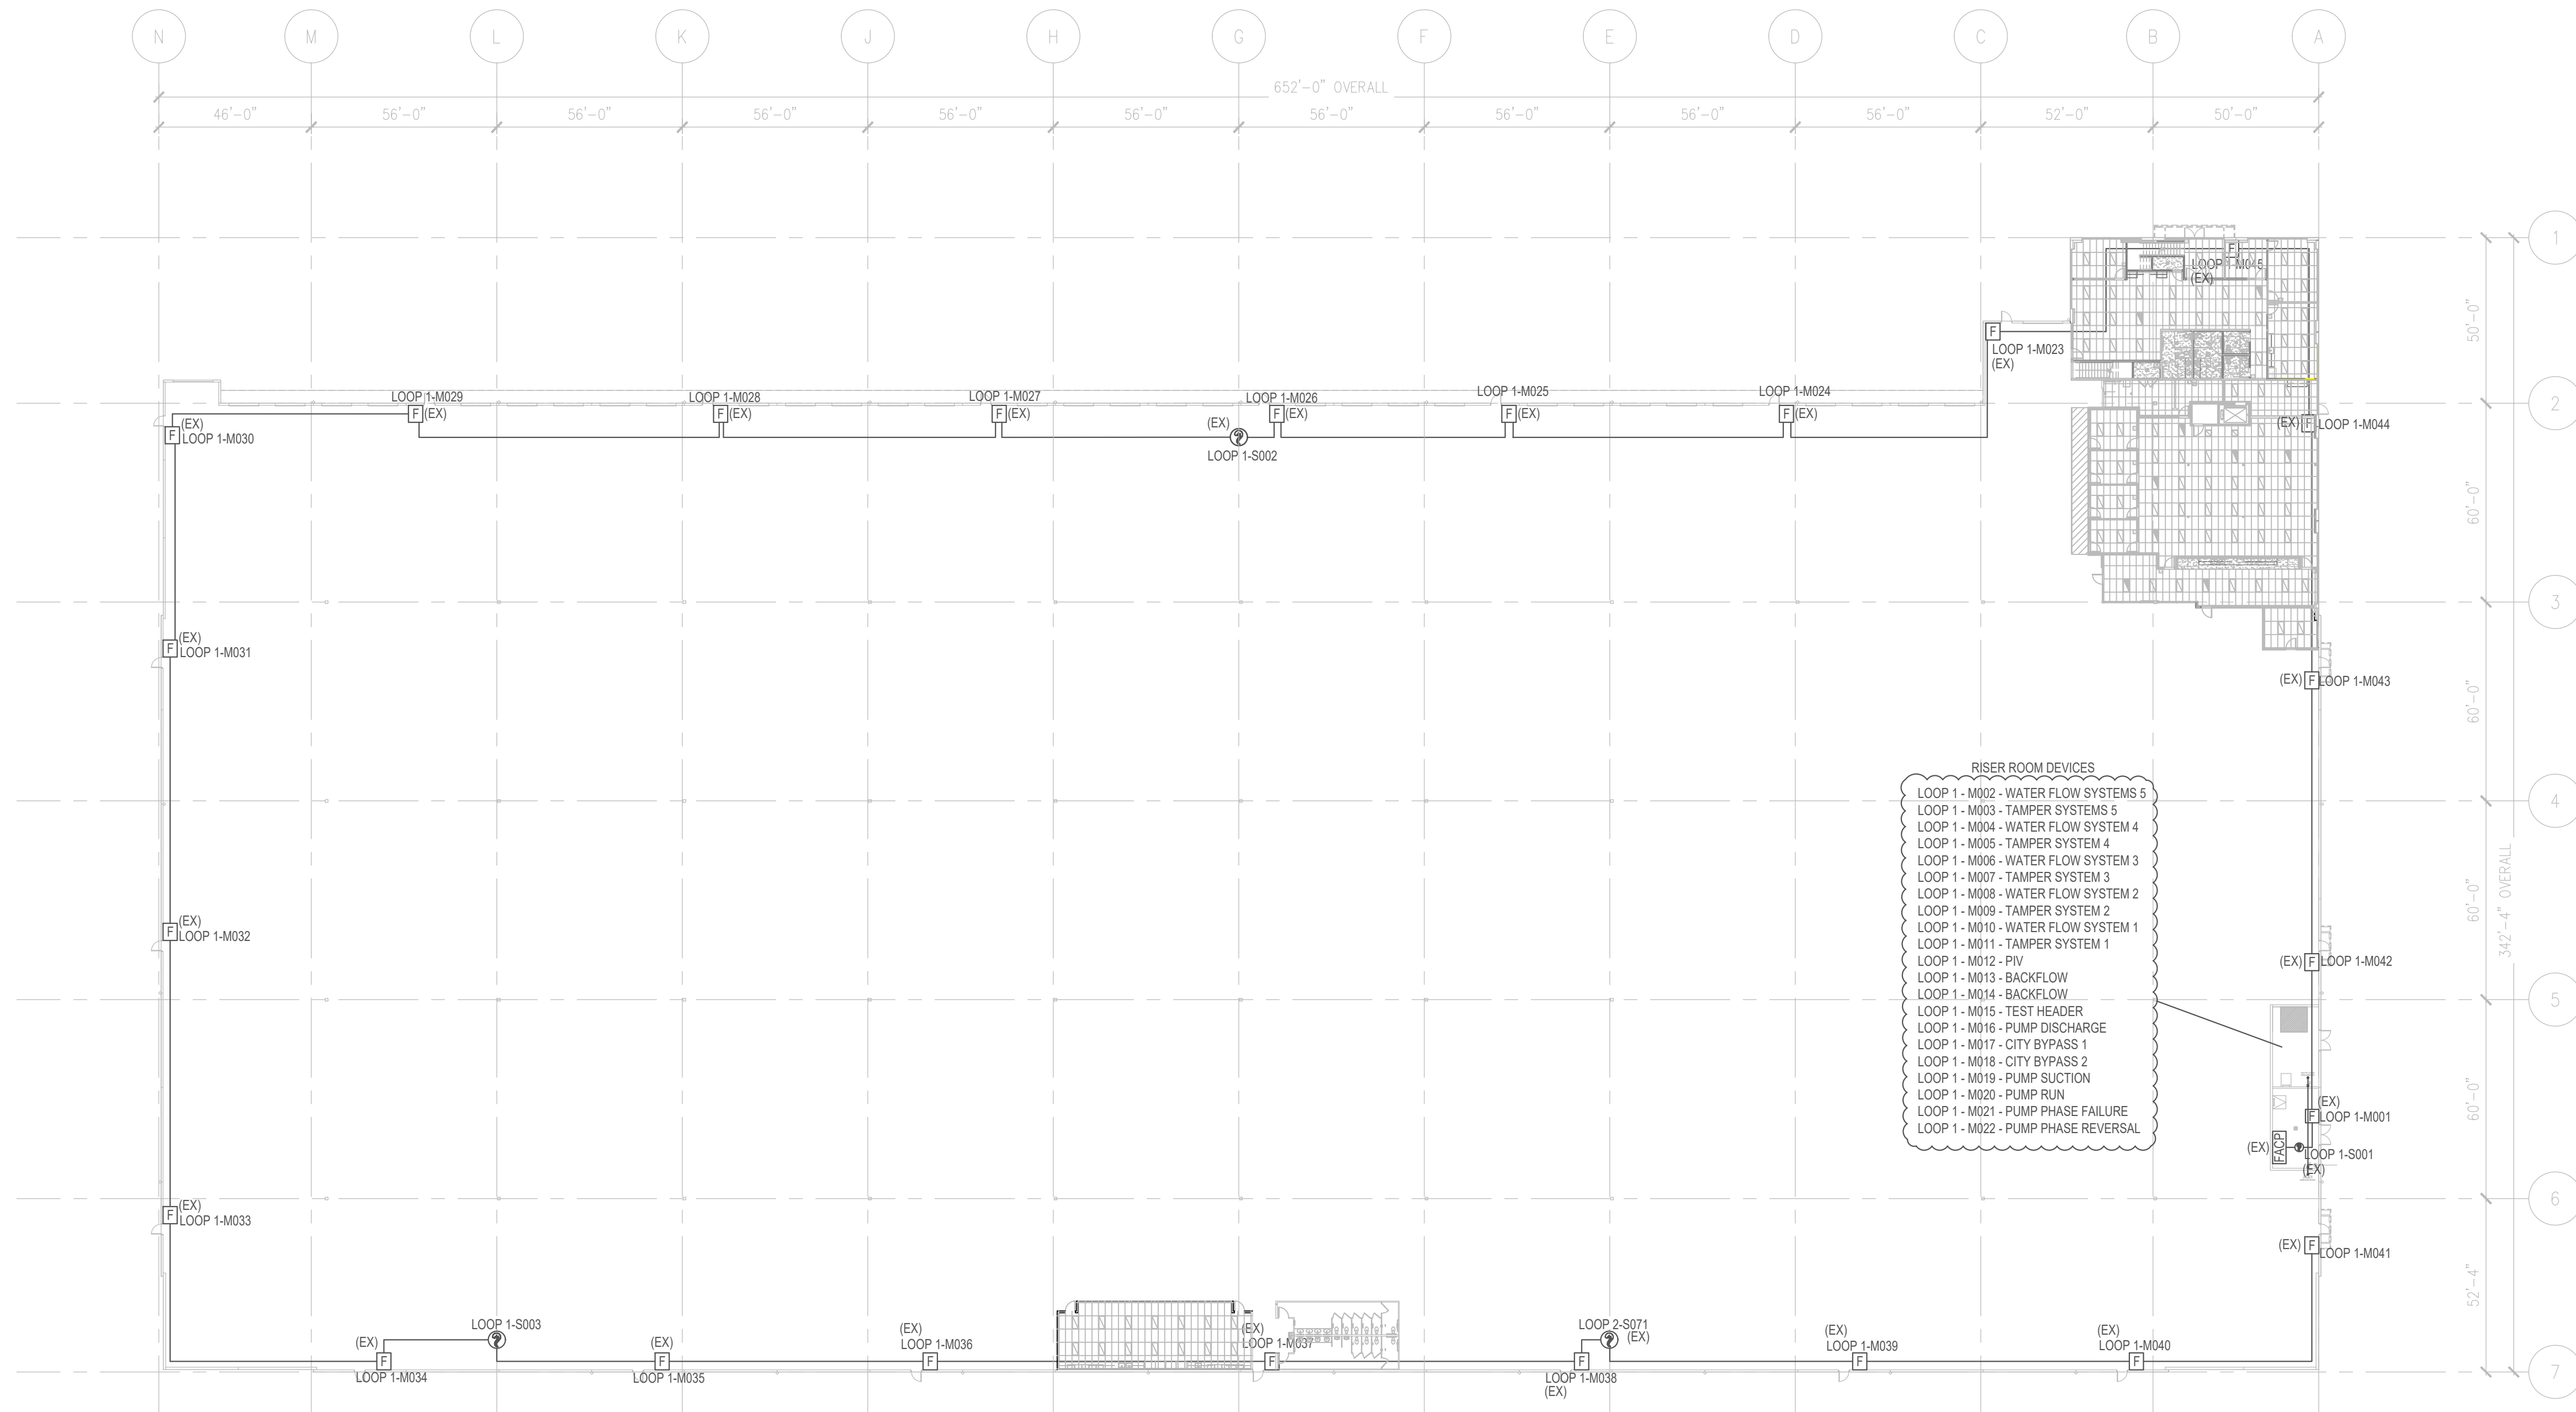 N M L K J H G F E D C B A
652'-0" OVERALL
46'-0" 56'-0" 56'-0" 56'-0" 56'-0" 56'-0" 56'-0" 56'-0" 56'-0" 56'-0" 52'-0" 50'-0"
1
F
LOOP 1-M045
(EX)
50'-0"
F
LOOP 1-M023
(EX)
LOOP 1-M029
F (EX)
LOOP 1-M028
F (EX)
LOOP 1-M027
F (EX)
LOOP 1-M026
F (EX)
LOOP 1-M025
F (EX)
LOOP 1-M024
F (EX)
2
(EX)
F LOOP 1-M030
(EX)
LOOP 1-S002
(EX) F LOOP 1-M044
60'-0"
3
(EX)
F LOOP 1-M031
(EX) F LOOP 1-M043
60'-0"
RISER ROOM DEVICES
LOOP 1 - M002 - WATER FLOW SYSTEMS 5
LOOP 1 - M003 - TAMPER SYSTEMS 5
LOOP 1 - M004 - WATER FLOW SYSTEM 4
LOOP 1 - M005 - TAMPER SYSTEM 4
LOOP 1 - M006 - WATER FLOW SYSTEM 3
LOOP 1 - M007 - TAMPER SYSTEM 3
LOOP 1 - M008 - WATER FLOW SYSTEM 2
LOOP 1 - M009 - TAMPER SYSTEM 2
LOOP 1 - M010 - WATER FLOW SYSTEM 1
LOOP 1 - M011 - TAMPER SYSTEM 1
LOOP 1 - M012 - PIV
LOOP 1 - M013 - BACKFLOW
LOOP 1 - M014 - BACKFLOW
LOOP 1 - M015 - TEST HEADER
LOOP 1 - M016 - PUMP DISCHARGE
LOOP 1 - M017 - CITY BYPASS 1
LOOP 1 - M018 - CITY BYPASS 2
LOOP 1 - M019 - PUMP SUCTION
LOOP 1 - M020 - PUMP RUN
LOOP 1 - M021 - PUMP PHASE FAILURE
LOOP 1 - M022 - PUMP PHASE REVERSAL
4
60'-0"
342'-4" OVERALL
(EX)
F LOOP 1-M032
(EX) F LOOP 1-M042
5
60'-0"
(EX)
F LOOP 1-M001
(EX) FACP
LOOP 1-S001
(EX)
6
(EX)
F LOOP 1-M033
(EX) F LOOP 1-M041
52'-4"
LOOP 1-S003
(EX) F
LOOP 1-M034
(EX)
F
LOOP 1-M035
(EX)
LOOP 1-M036
F
(EX)
LOOP 1-M037
F
LOOP 2-S071
(EX)
F
LOOP 1-M038
(EX)
(EX)
LOOP 1-M039
F
(EX)
LOOP 1-M040
F
7